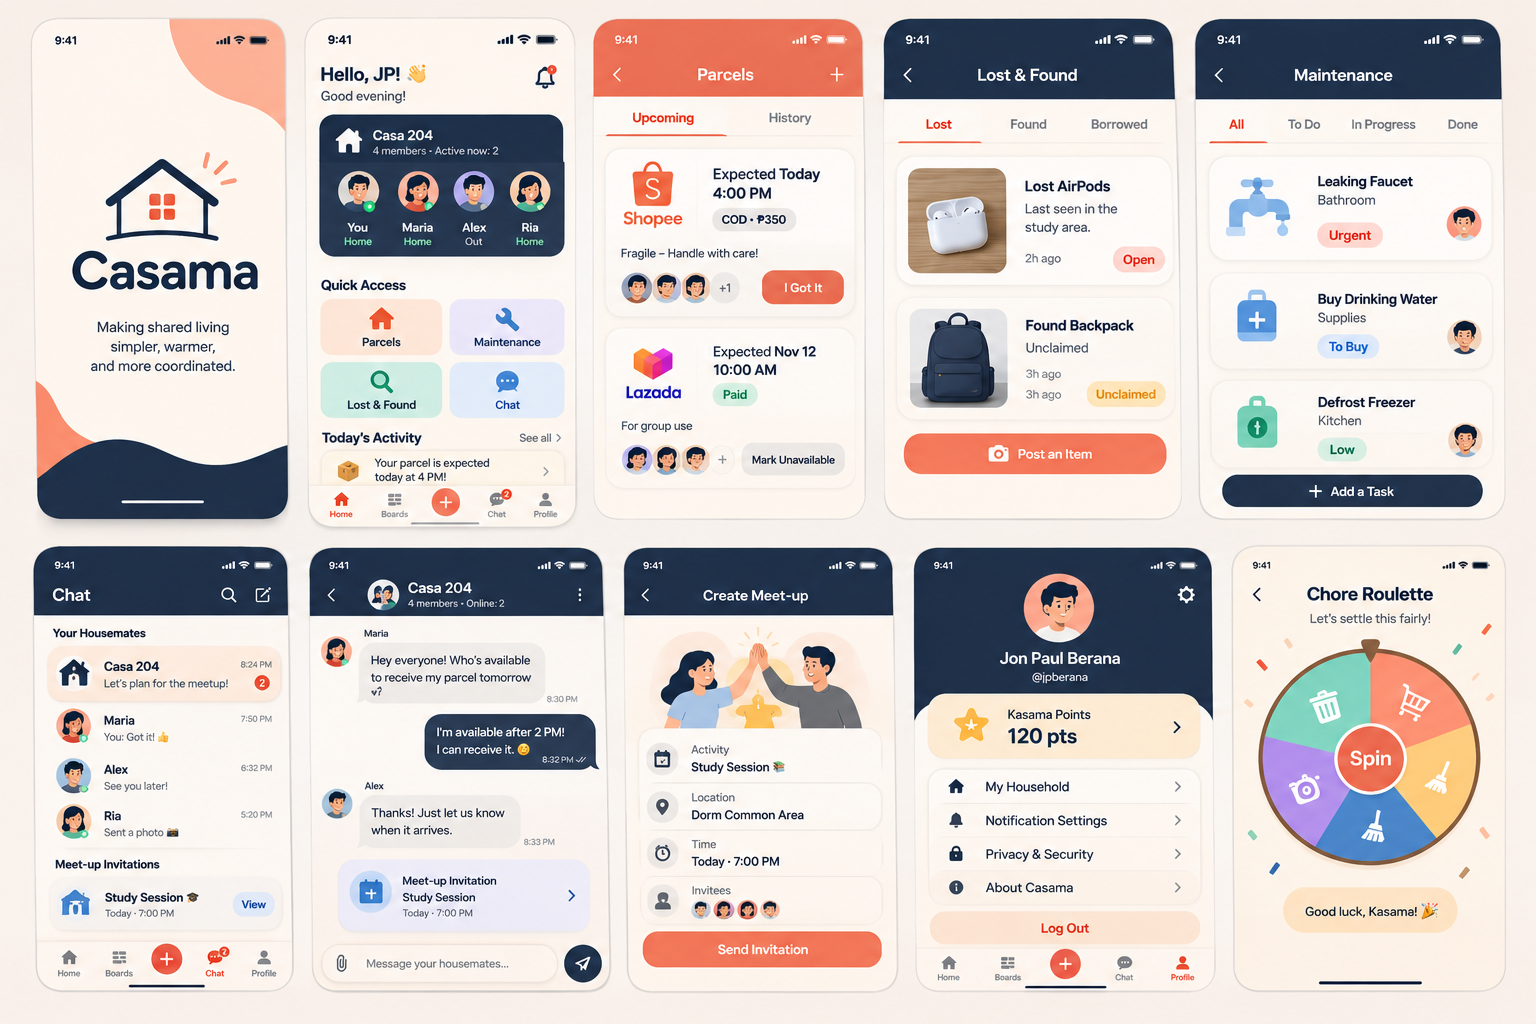 9:41
Casama
Making shared living
simpler, warmer,
and more coordinated.
9:41
Hello, JP! 👋
Good evening!
Casa 204
4 members • Active now: 2
You
Home
Maria
Home
Alex
Out
Ria
Home
Quick Access
Parcels
Maintenance
Lost & Found
Chat
Today's Activity
See all >
Your parcel is expected
today at 4 PM!
Home
Boards
+
2
Chat
Profile
9:41
Parcels
+
Upcoming
History
S
Shopee
Expected Today
4:00 PM
COD • ₱350
Fragile – Handle with care!
+1
I Got It
Lazada
Expected Nov 12
10:00 AM
Paid
For group use
+
Mark Unavailable
9:41
Lost & Found
Lost
Found
Borrowed
Lost AirPods
Last seen in the
study area.
2h ago
Open
Found Backpack
Unclaimed
3h ago
3h ago
Unclaimed
Post an Item
9:41
Maintenance
All
To Do
In Progress
Done
Leaking Faucet
Bathroom
Urgent
Buy Drinking Water
Supplies
To Buy
Defrost Freezer
Kitchen
Low
+ Add a Task
9:41
Chat
Your Housemates
Casa 204
8:24 PM
Let's plan for the meetup!
2
Maria
7:50 PM
You: Got it! 👍
Alex
6:32 PM
See you later!
Ria
5:20 PM
Sent a photo 📸
Meet-up Invitations
Study Session 🎓
Today • 7:00 PM
View
Home
Boards
+
2
Chat
Profile
9:41
Casa 204
4 members • Online: 2
Maria
Hey everyone! Who's available
to receive my parcel tomorrow
v?
8:30 PM
I'm available after 2 PM!
I can receive it. 😊
8:32 PM
Alex
Thanks! Just let us know
when it arrives.
8:33 PM
Meet-up Invitation
Study Session
Today • 7:00 PM
Message your housemates...
9:41
Create Meet-up
Activity
Study Session 📚
Location
Dorm Common Area
Time
Today • 7:00 PM
Invitees
Send Invitation
9:41
Jon Paul Berana
@jpberana
Kasama Points
120 pts
My Household
Notification Settings
Privacy & Security
About Casama
Log Out
Home
Boards
+
Chat
Profile
9:41
Chore Roulette
Let's settle this fairly!
Spin
Good luck, Kasama! 🎉